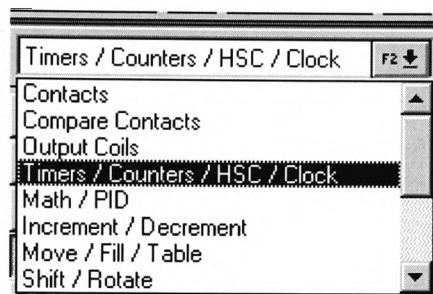 Timers / Counters / HSC / Clock F2
Contacts
Compare Contacts
Output Coils
Timers / Counters / HSC / Clock
Math / PID
Increment / Decrement
Move / Fill / Table
Shift / Rotate